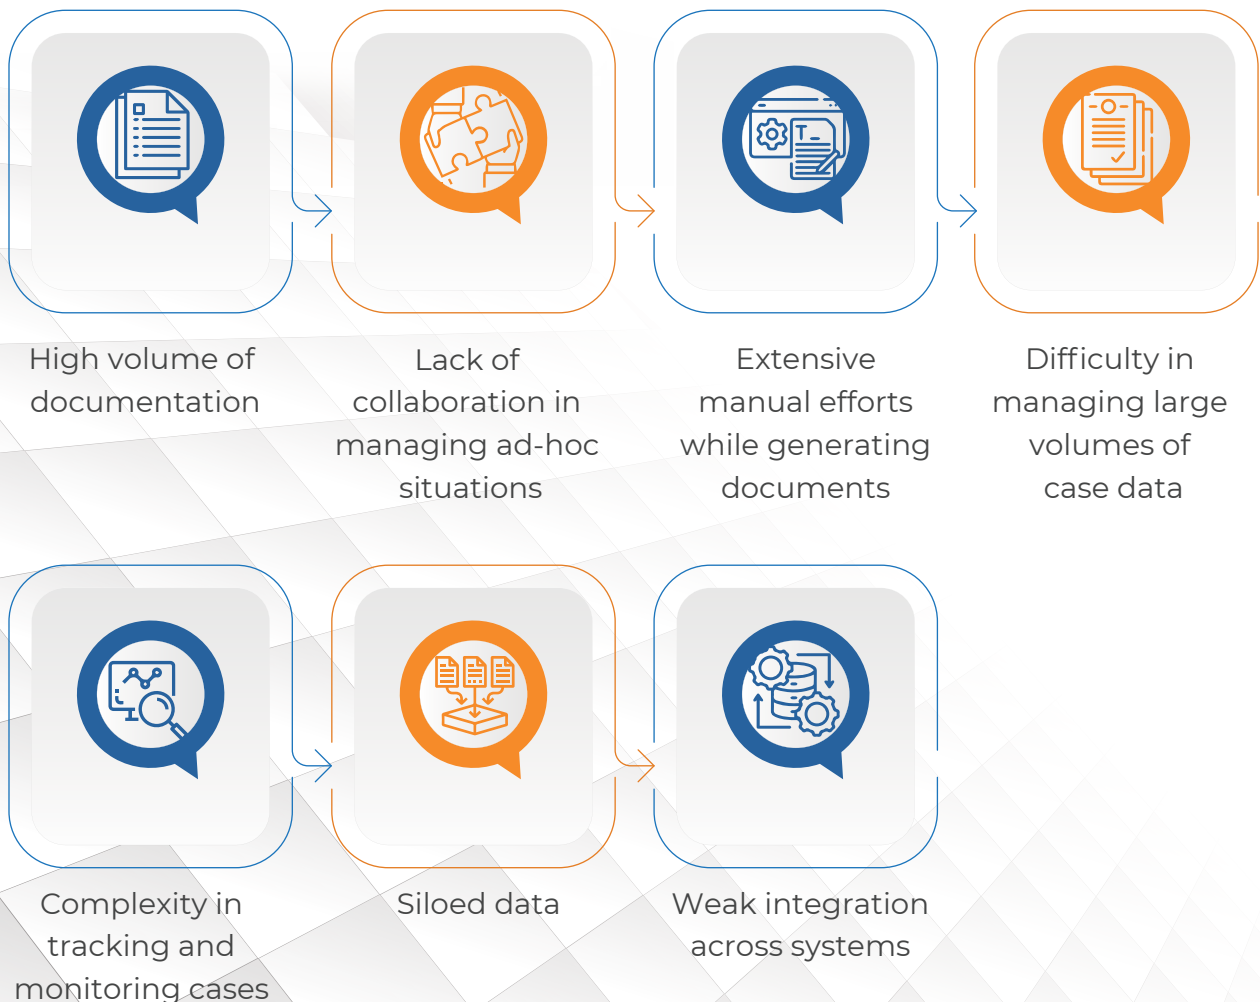 High volume of
documentation
Lack of
collaboration in
managing ad-hoc
situations
Extensive
manual efforts
while generating
documents
Difficulty in
managing large
volumes of
case data
Complexity in
tracking and
monitoring cases
Siloed data
Weak integration
across systems